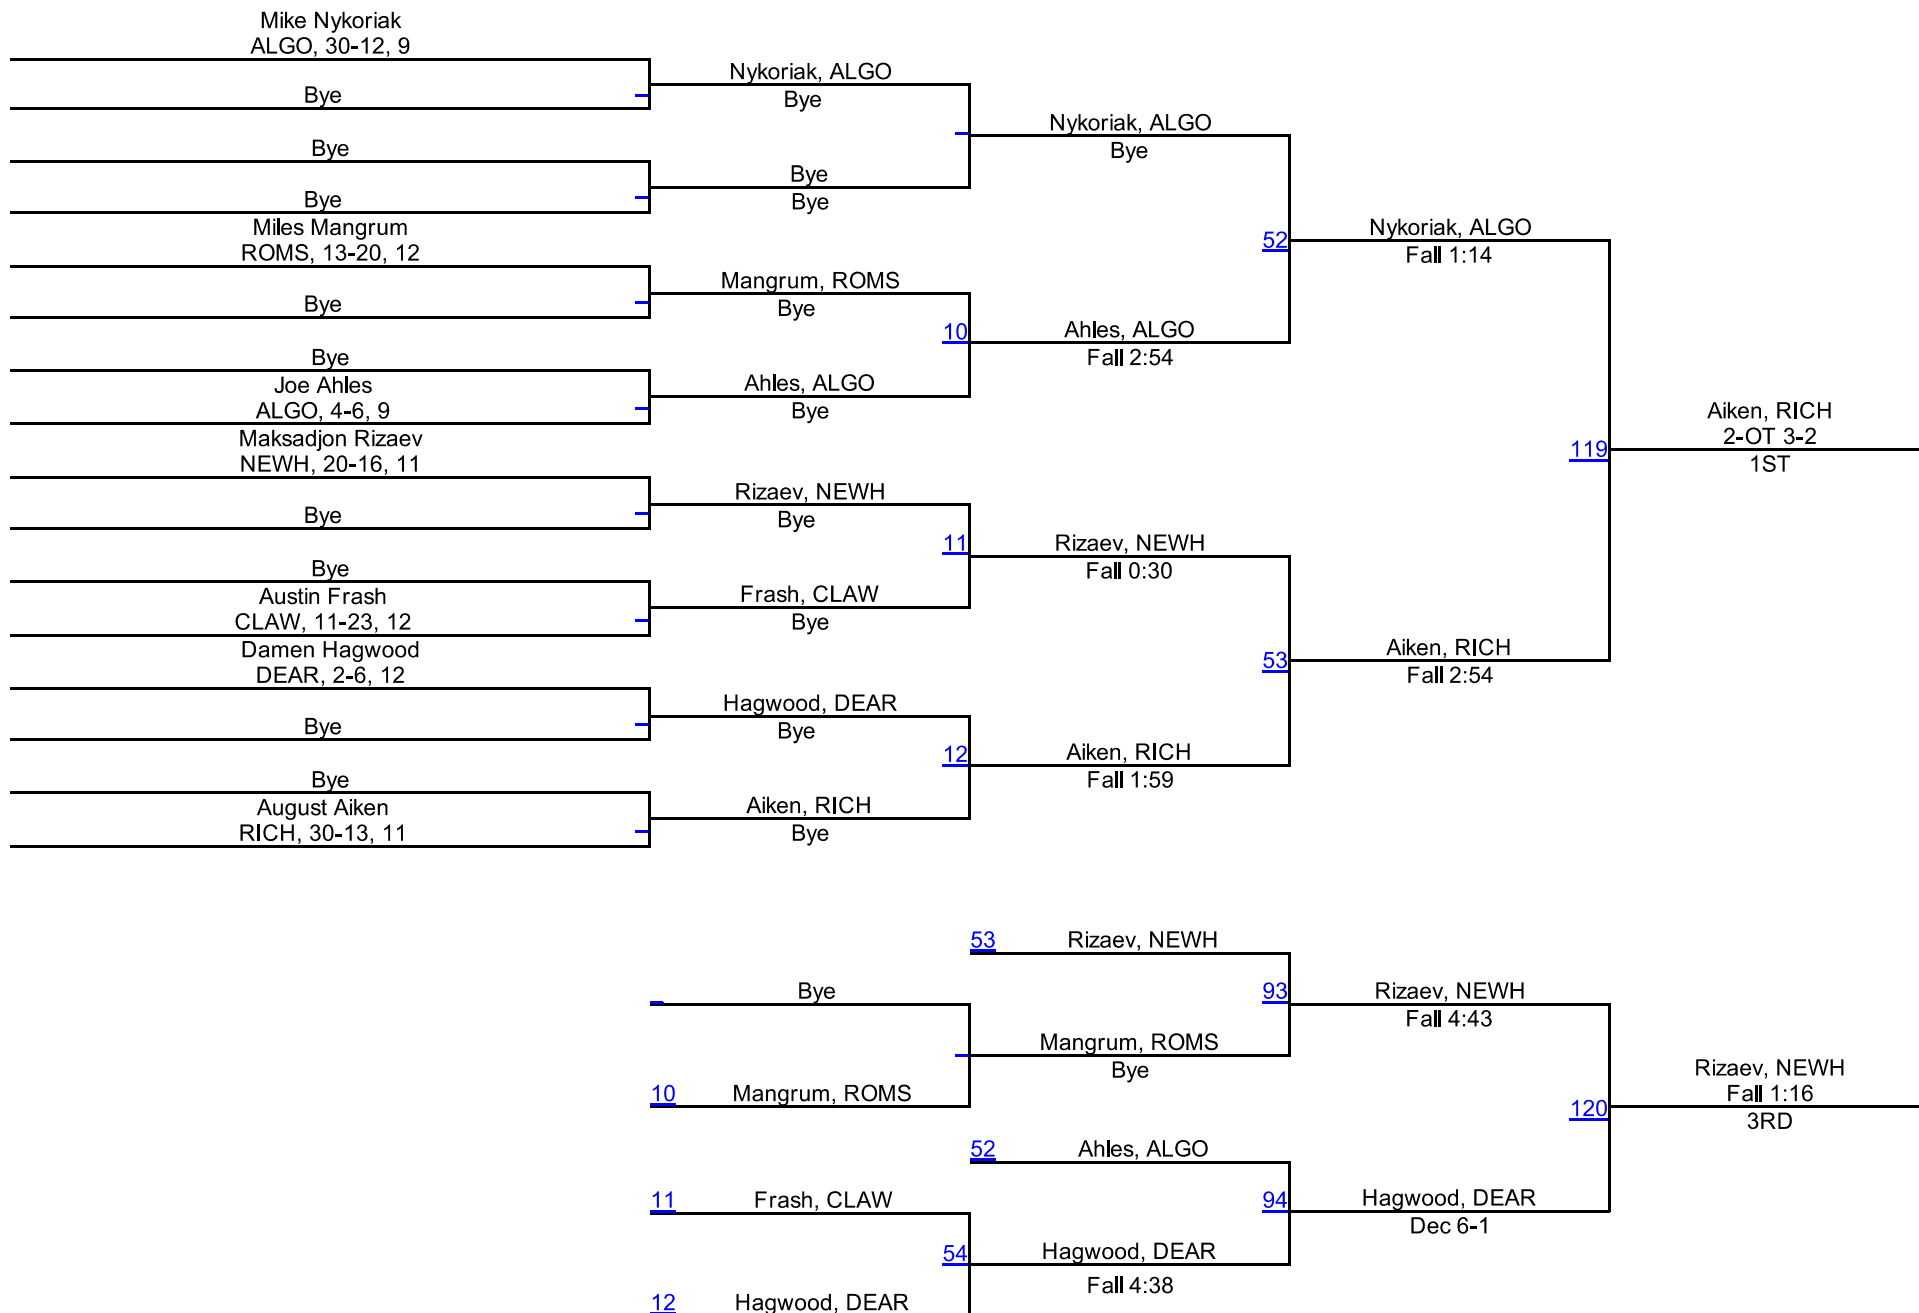 Mike Nykoriak
ALGO, 30-12, 9
Bye
Bye
Bye
Miles Mangrum
ROMS, 13-20, 12
Bye
Bye
Joe Ahles
ALGO, 4-6, 9
Maksadjon Rizaev
NEWH, 20-16, 11
Bye
Bye
Austin Frash
CLAW, 11-23, 12
Damen Hagwood
DEAR, 2-6, 12
Bye
Bye
August Aiken
RICH, 30-13, 11
Nykoriak, ALGO
Bye
Bye
Bye
Mangrum, ROMS
Bye
10
Ahles, ALGO
Bye
Rizaev, NEWH
Bye
11
Frash, CLAW
Bye
Hagwood, DEAR
Bye
12
Aiken, RICH
Bye
Nykoriak, ALGO
Bye
52
Ahles, ALGO
Fall 2:54
Rizaev, NEWH
Fall 0:30
53
Aiken, RICH
Fall 1:59
Nykoriak, ALGO
Fall 1:14
119
Aiken, RICH
Fall 2:54
Aiken, RICH
2-OT 3-2
1ST
53 Rizaev, NEWH
Bye
93
Mangrum, ROMS
Bye
10 Mangrum, ROMS
52 Ahles, ALGO
11 Frash, CLAW
94
54
Hagwood, DEAR
Fall 4:38
12 Hagwood, DEAR
Rizaev, NEWH
Fall 4:43
120
Hagwood, DEAR
Dec 6-1
Rizaev, NEWH
Fall 1:16
3RD